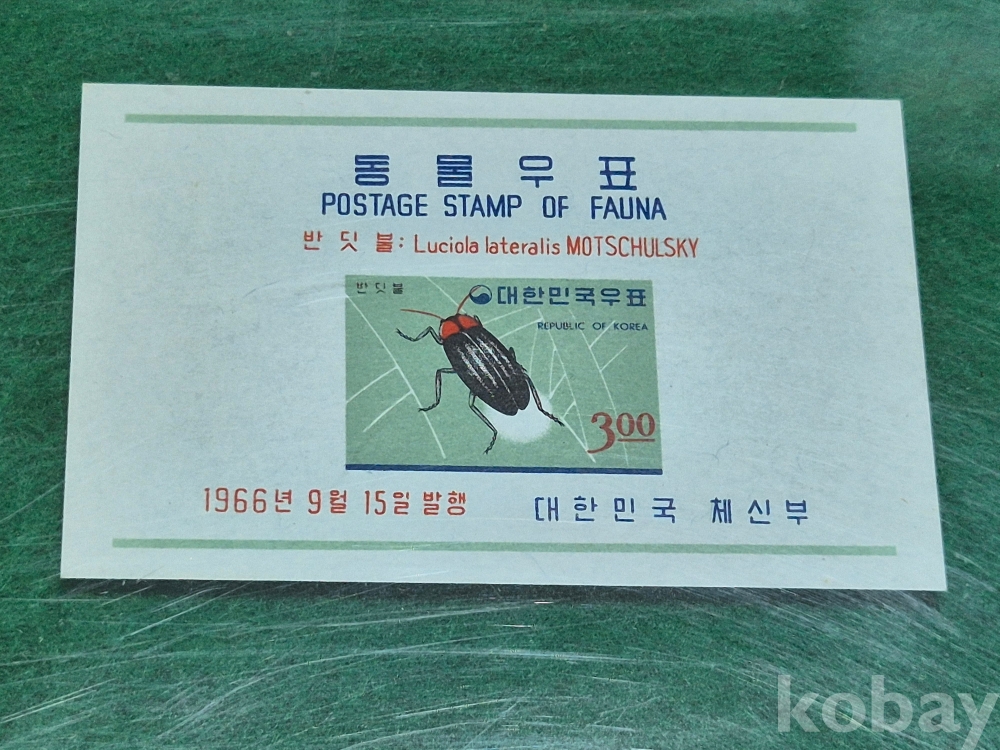 동물우표
POSTAGE STAMP OF FAUNA
반딧불: Luciola lateralis MOTSCHULSKY
반딧불
대한민국우표
REPUBLIC OF KOREA
3.00
1966년 9월 15일 발행
대한민국 체신부
kobay